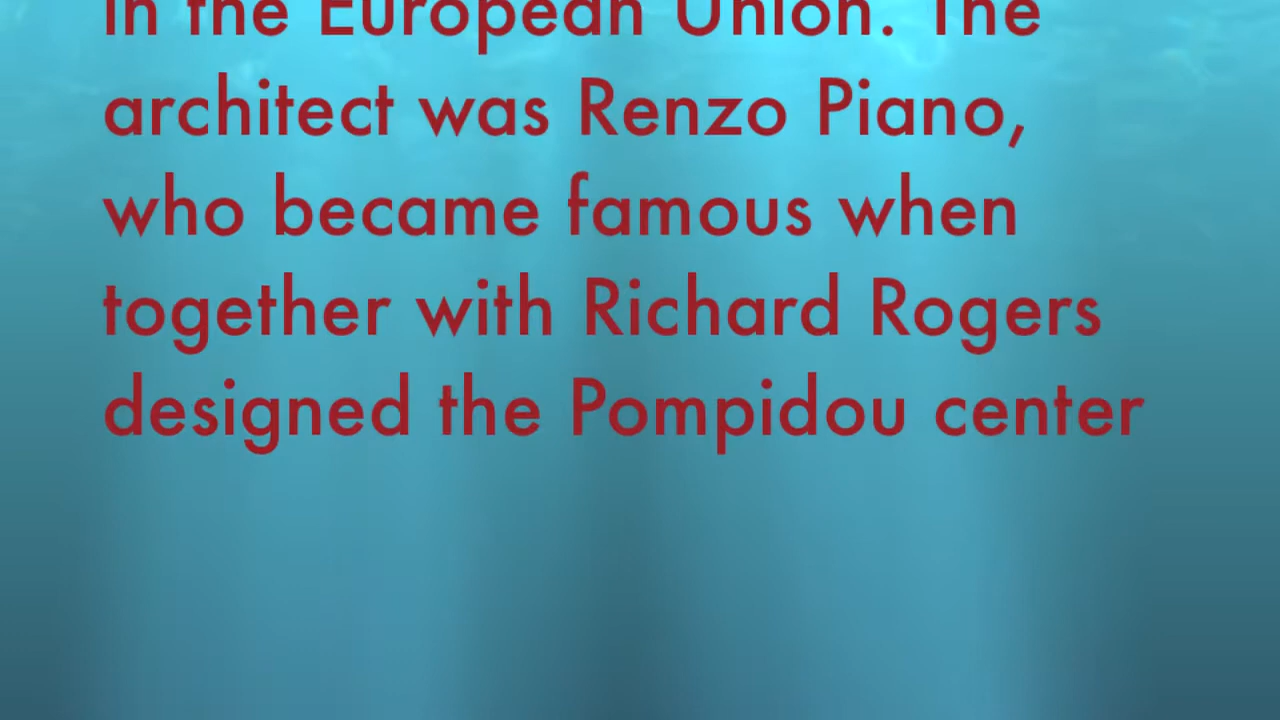 in the European Union. The
architect was Renzo Piano,
who became famous when
together with Richard Rogers
designed the Pompidou center